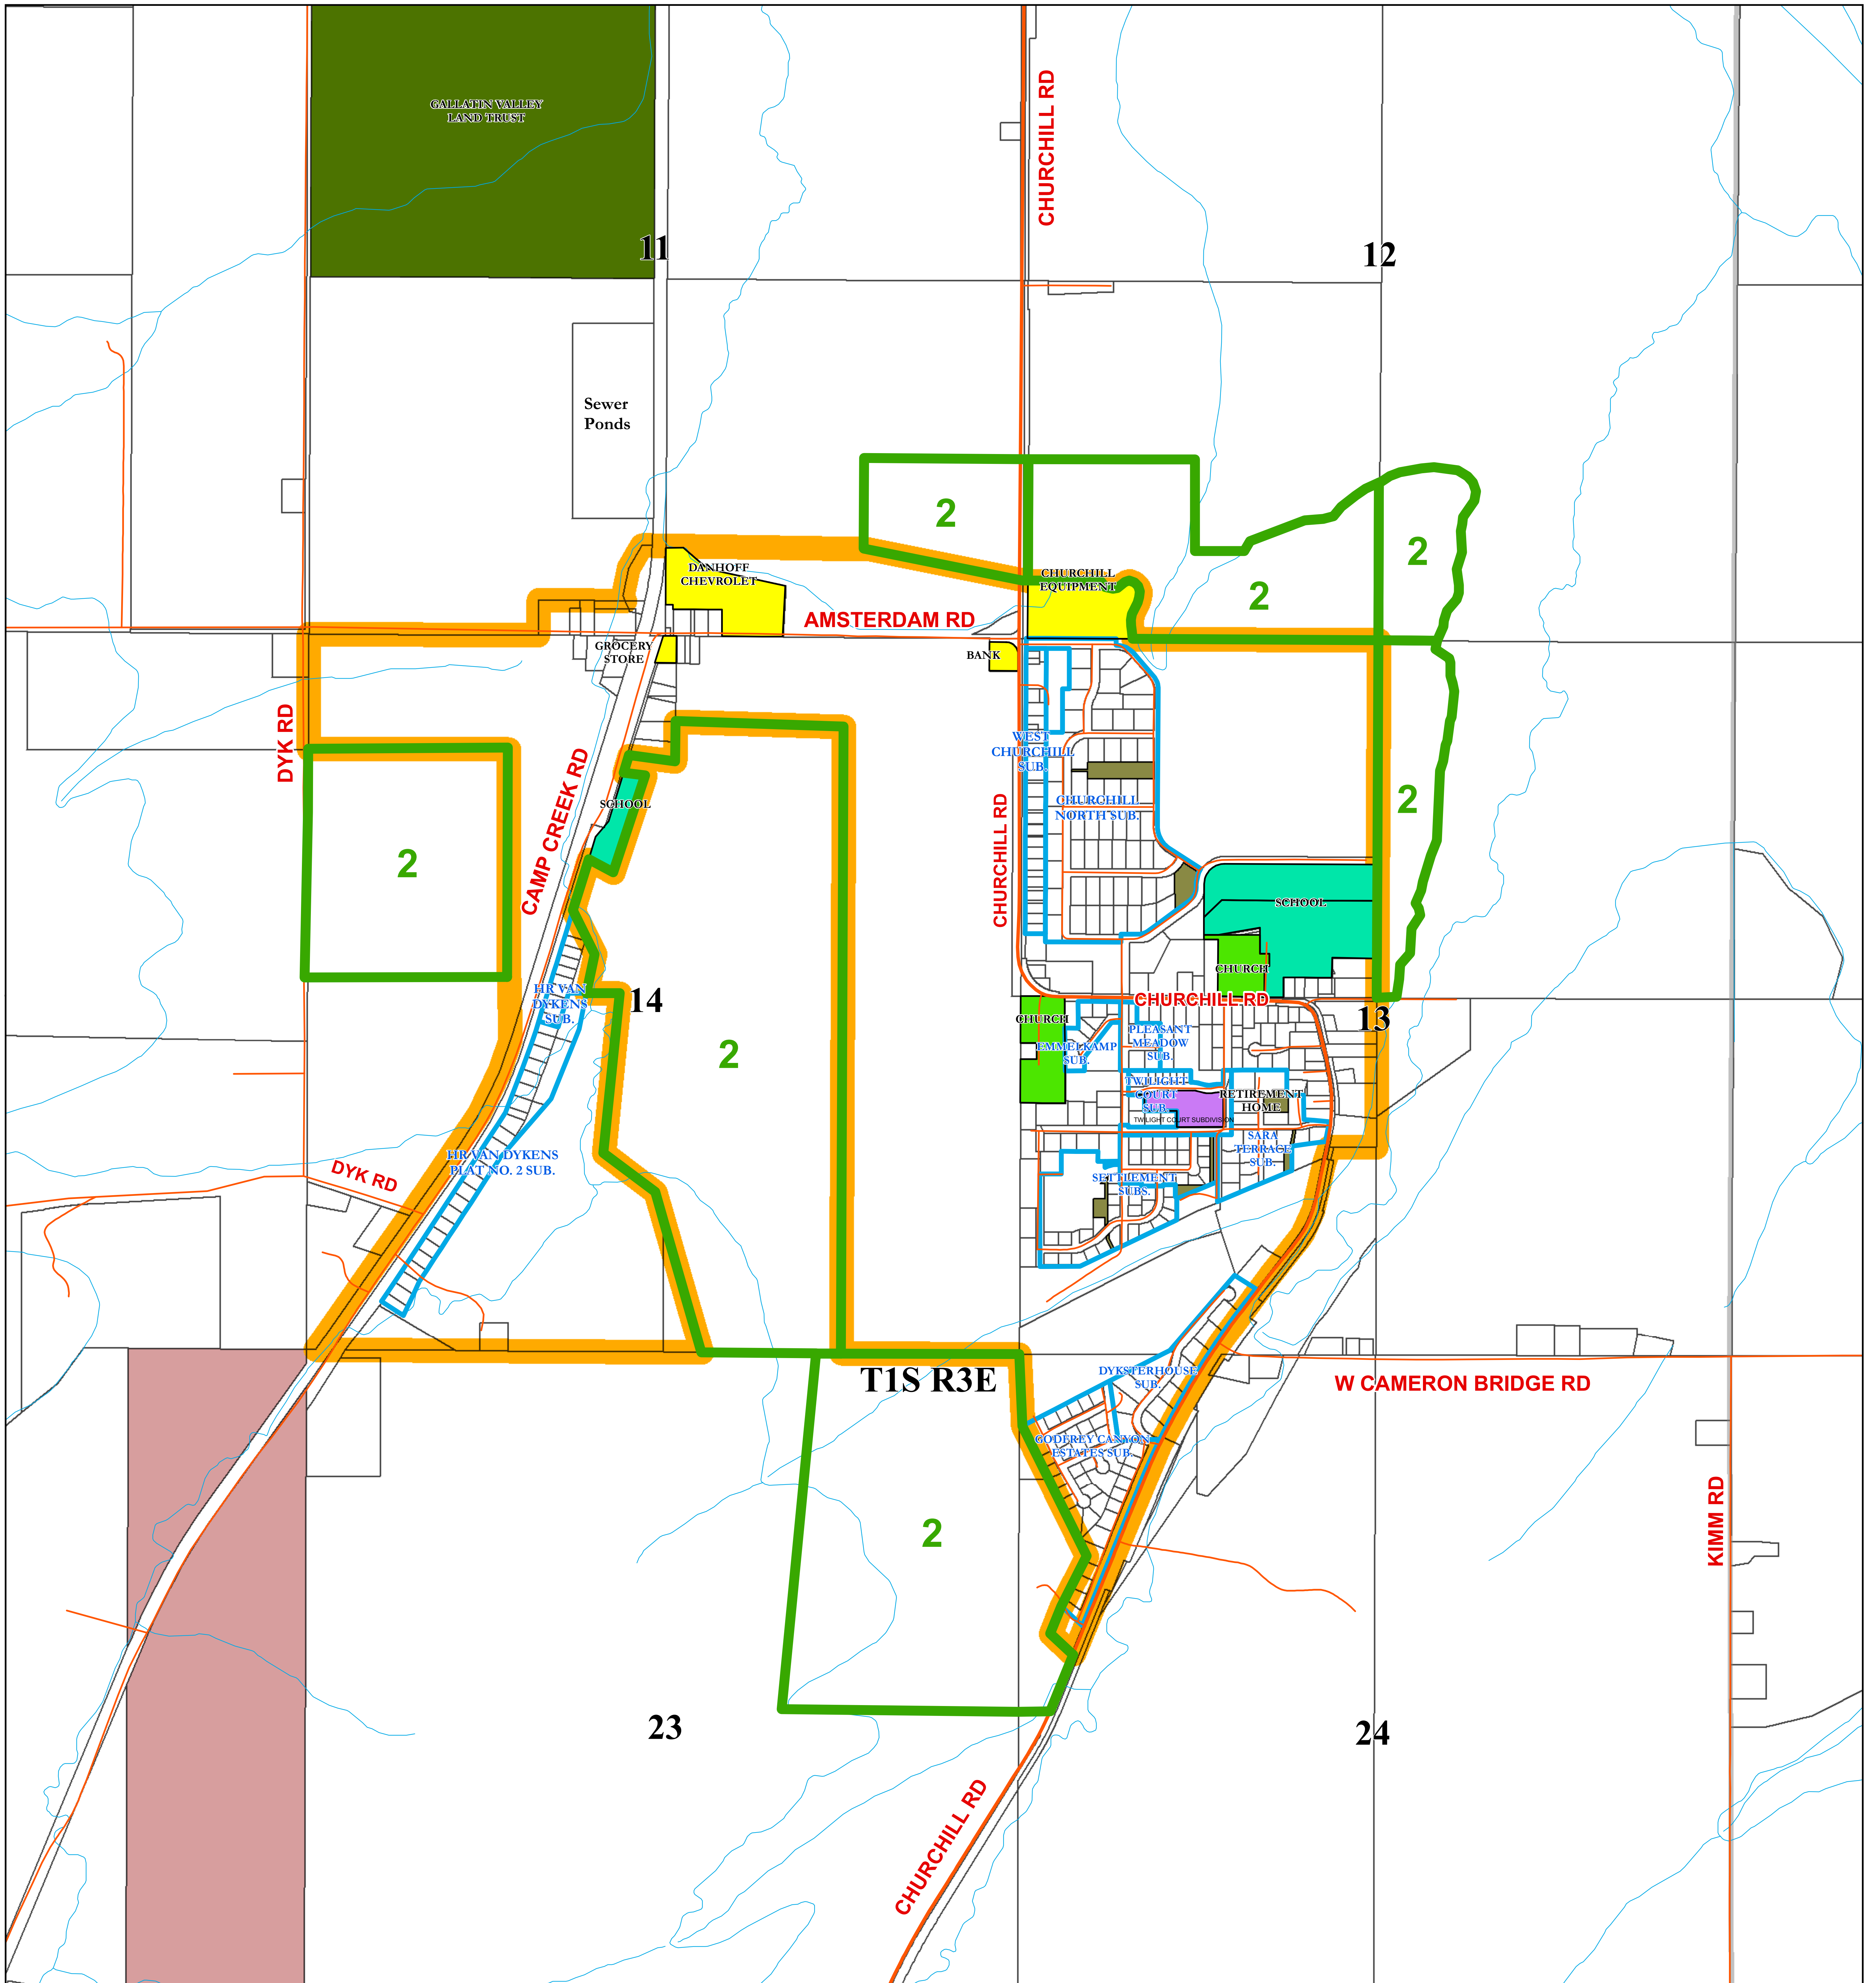 GALLATIN VALLEY
LAND TRUST
CHURCHILL RD
11
12
Sewer
Ponds
2
2
2
DANHOFF
CHEVROLET
CHURCHILL
EQUIPMENT
AMSTERDAM RD
GROCERY
STORE
BANK
DYK RD
WEST
CHURCHILL
SUB.
CAMP CREEK RD
SCHOOL
CHURCHILL RD
CHURCHILL
NORTH SUB.
2
2
SCHOOL
CHURCH
HR VAN
DYKENS
SUB.
14
CHURCHILL RD
CHURCH
13
2
EMMELKAMP
SUB.
PLEASANT
MEADOW
SUB.
TWILIGHT
COURT
SUB.
TWILIGHT COURT SUBDIVISION
RETIREMENT
HOME
SARA
TERRACE
SUB.
HR VAN DYKENS
PLAT NO. 2 SUB.
DYK RD
SETTLEMENT
SUBS.
T1S R3E
DYKSTERHOUSE
SUB.
W CAMERON BRIDGE RD
GODFREY CANYON
ESTATES SUB.
2
KIMM RD
23
24
CHURCHILL RD